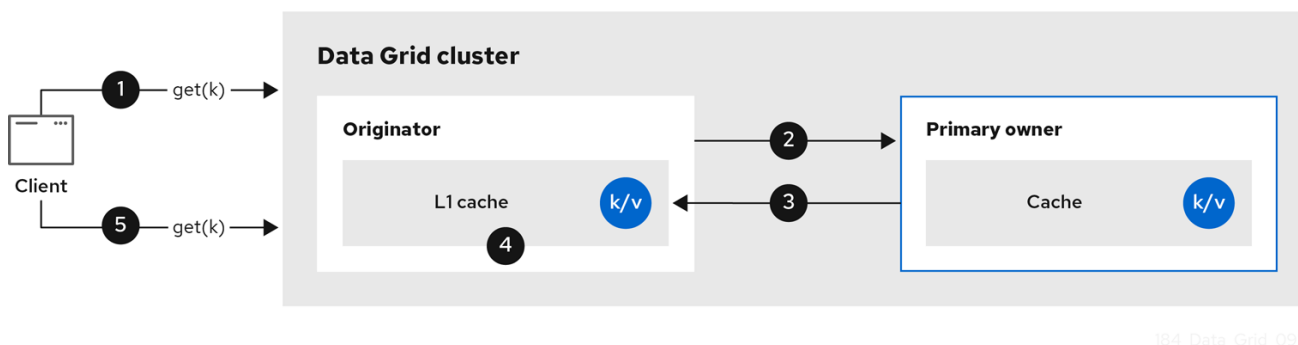 Data Grid cluster
1 get(k)
Originator
2
Primary owner
Client
L1 cache k/v
3
Cache k/v
4
5 get(k)
184_Data_Grid_09